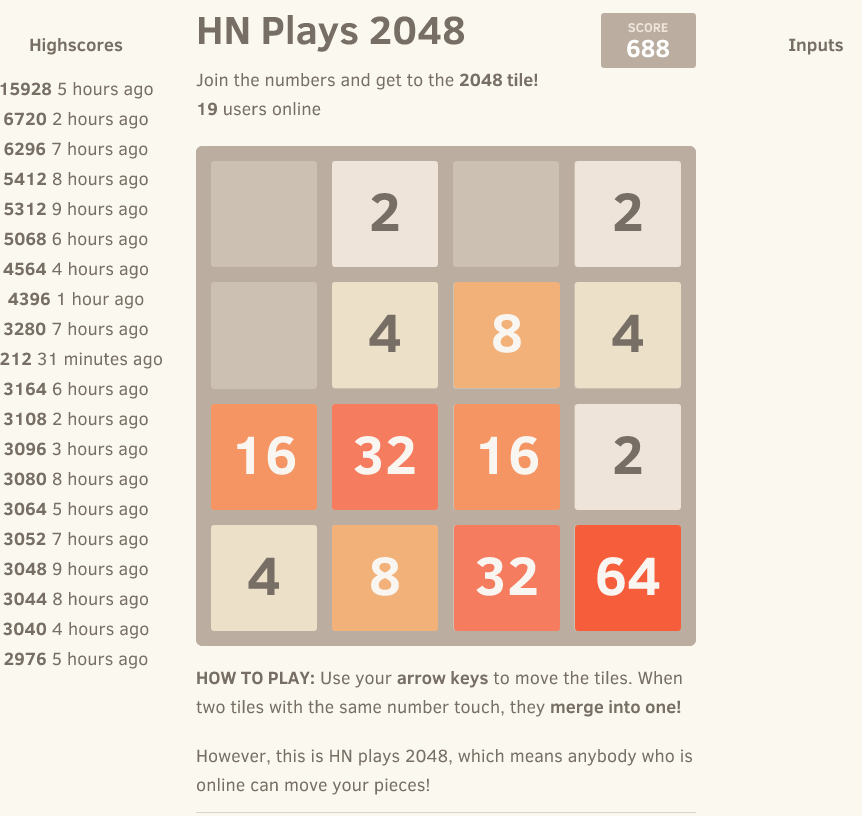 HN Plays 2048
SCORE
688
Highscores
Inputs
Join the numbers and get to the 2048 tile!
19 users online
15928 5 hours ago
6720 2 hours ago
6296 7 hours ago
5412 8 hours ago
5312 9 hours ago
5068 6 hours ago
4564 4 hours ago
4396 1 hour ago
3280 7 hours ago
212 31 minutes ago
3164 6 hours ago
3108 2 hours ago
3096 3 hours ago
3080 8 hours ago
3064 5 hours ago
3052 7 hours ago
3048 9 hours ago
3044 8 hours ago
3040 4 hours ago
2976 5 hours ago
2 2
4 8 4
16 32 16 2
4 8 32 64
HOW TO PLAY: Use your arrow keys to move the tiles. When
two tiles with the same number touch, they merge into one!
However, this is HN plays 2048, which means anybody who is
online can move your pieces!